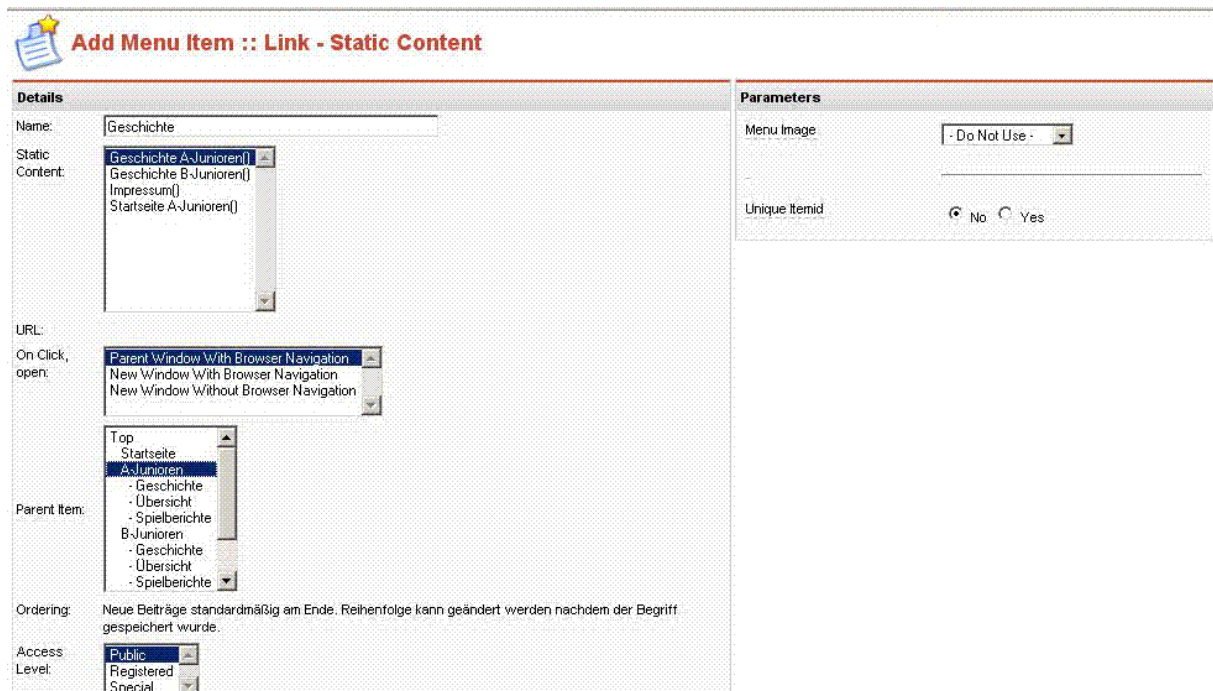 Add Menu Item :: Link - Static Content
Details
Name:
Geschichte
Static
Content:
Geschichte A-Junioren()
Geschichte B-Junioren()
Impressum()
Startseite A-Junioren()
URL:
On Click,
open:
Parent Window With Browser Navigation
New Window With Browser Navigation
New Window Without Browser Navigation
Parent Item:
Top
Startseite
A-Junioren
- Geschichte
- Übersicht
- Spielberichte
B-Junioren
- Geschichte
- Übersicht
- Spielberichte
Ordering:
Neue Beiträge standardmäßig am Ende. Reihenfolge kann geändert werden nachdem der Begriff
gespeichert wurde.
Access
Level:
Public
Registered
Special
Parameters
Menu Image
- Do Not Use -
Unique Itemid
No Yes